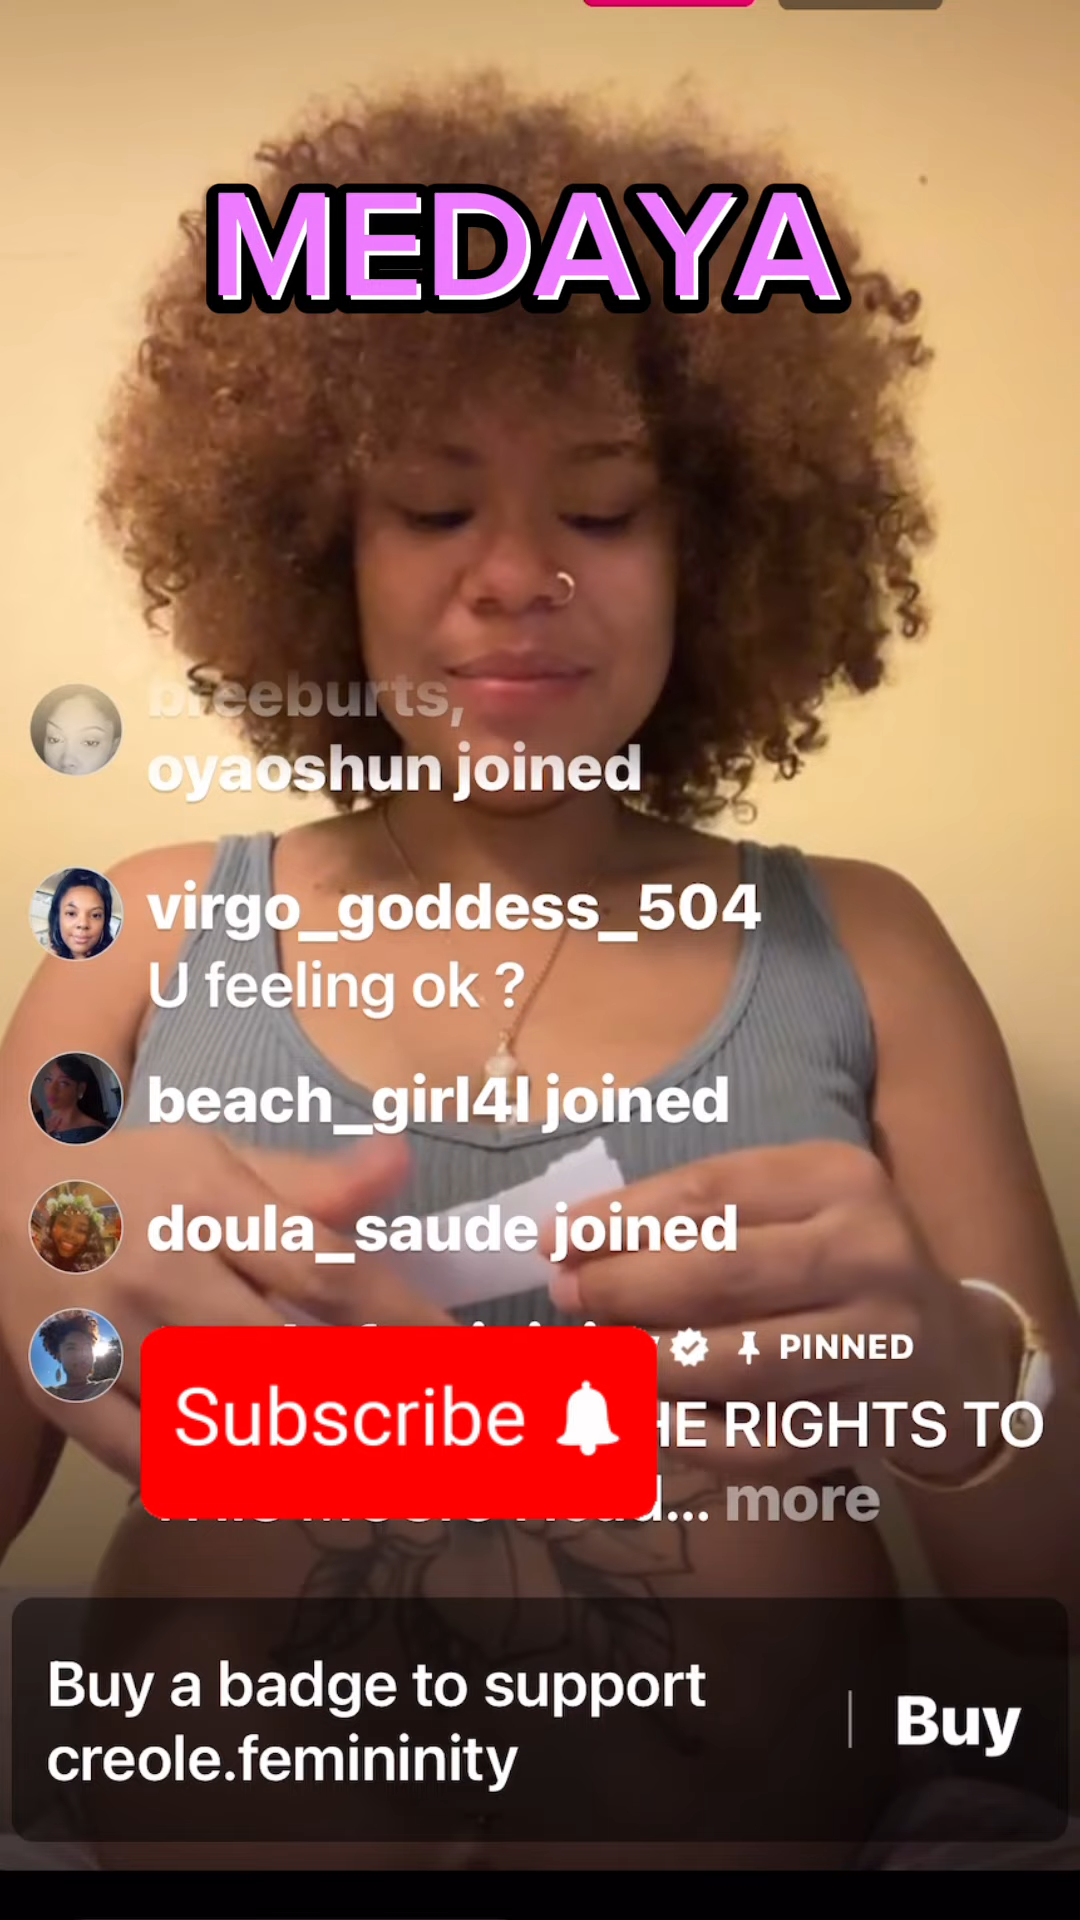 MEDAYA
breeburts,
oyaoshun joined
virgo_goddess_504
U feeling ok ?
beach_girl4l joined
doula_saude joined
PINNED
Subscribe
HE RIGHTS TO
... more
Buy a badge to support
creole.femininity
Buy